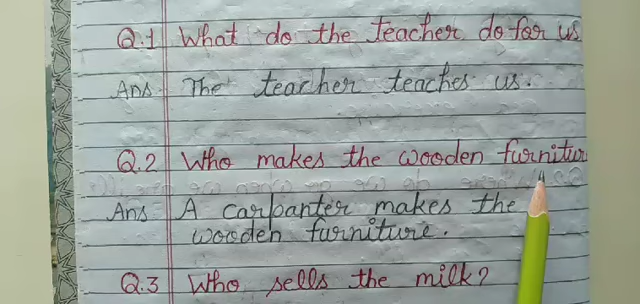 Q.1 What do the teacher do for us
Ans The teacher teaches us.
Q.2 Who makes the wooden furnitur
Ans A carpanter makes the
wooden furniture.
Q.3 Who sells the milk?